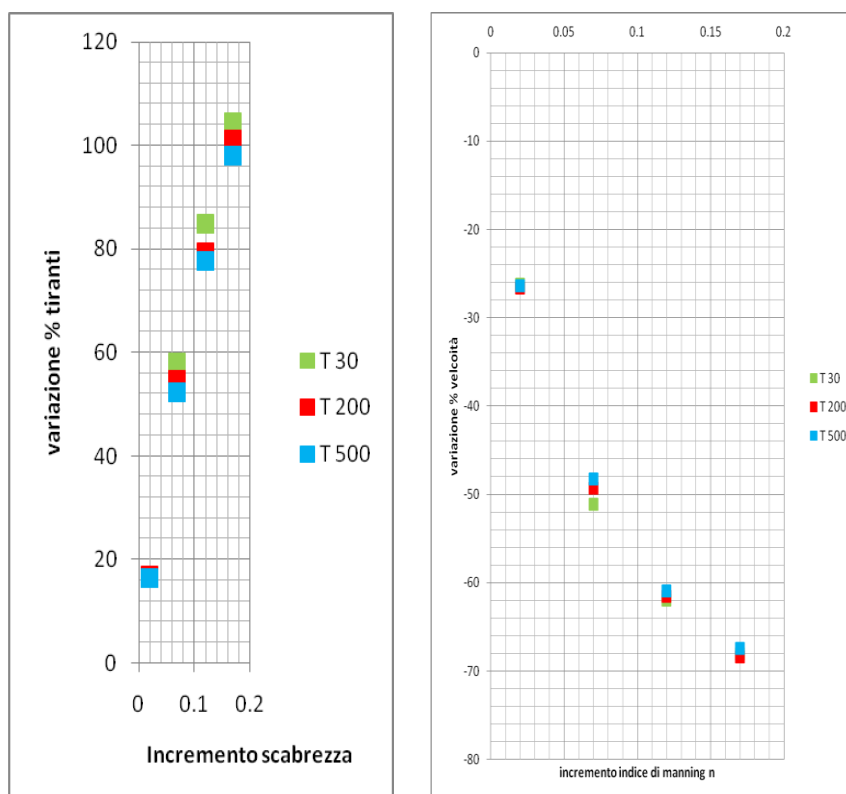 120
100
80
60
40
20
0
0 0.1 0.2
variazione % tiranti
Incremento scabrezza
T 30
T 200
T 500
0 0.05 0.1 0.15 0.2
0
-10
-20
-30
-40
-50
-60
-70
-80
variazione % velcoità
incremento indice di manning n
T 30
T 200
T 500